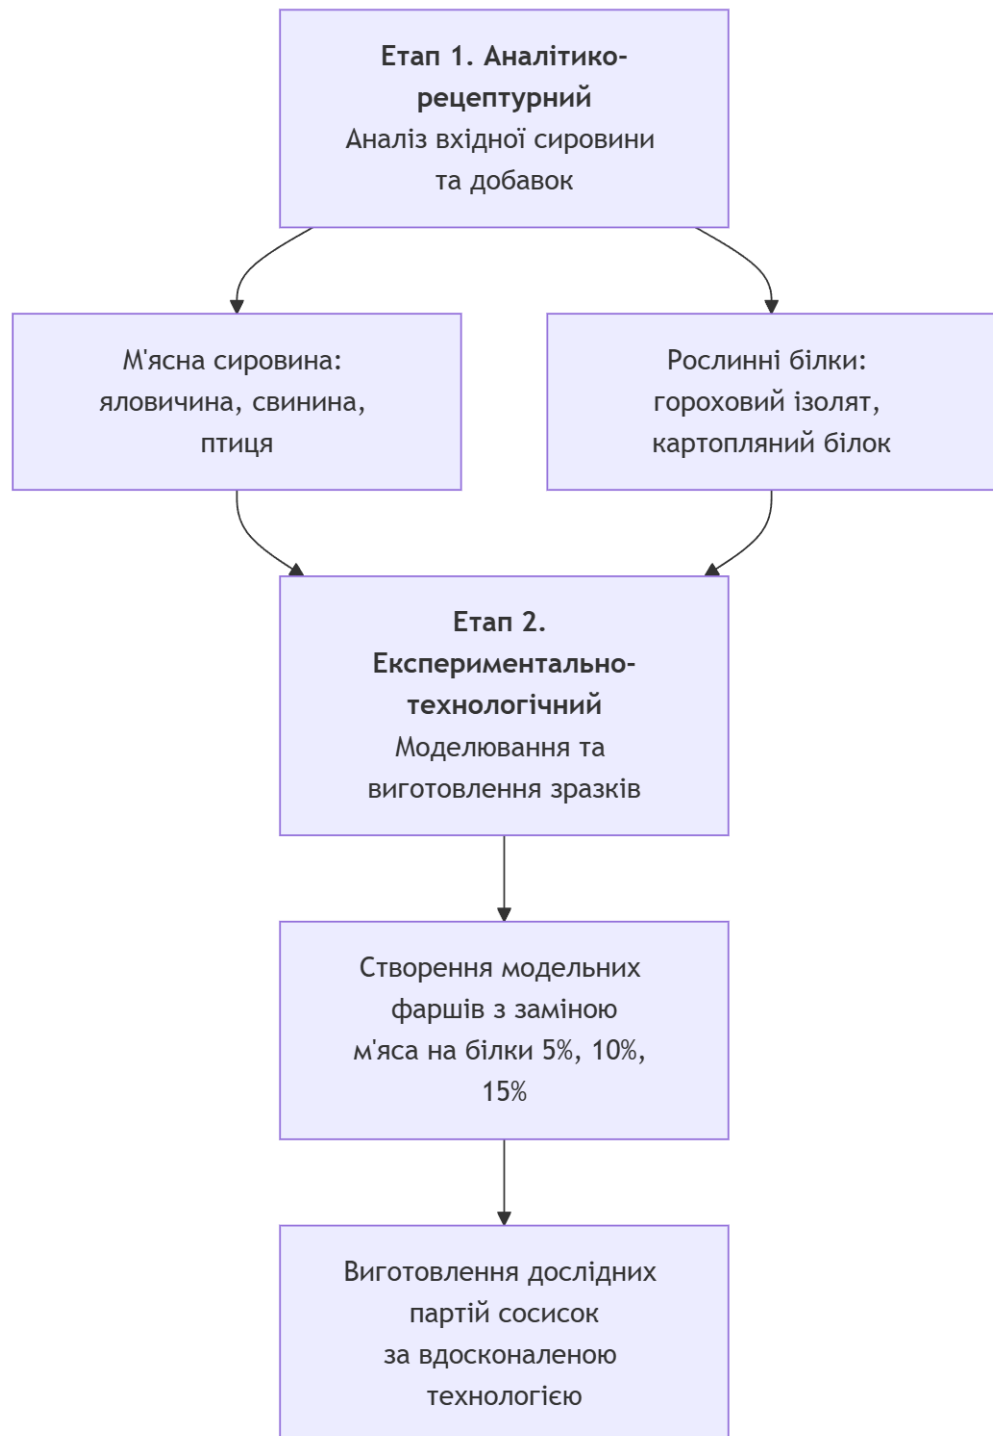 Етап 1. Аналітико-
рецептурний
Аналіз вхідної сировини
та добавок
М'ясна сировина:
яловичина, свинина,
птиця
Рослинні білки:
гороховий ізолят,
картопляний білок
Етап 2.
Експериментально-
технологічний
Моделювання та
виготовлення зразків
Створення модельних
фаршів з заміною
м'яса на білки 5%, 10%,
15%
Виготовлення дослідних
партій сосисок
за вдосконаленою
технологією